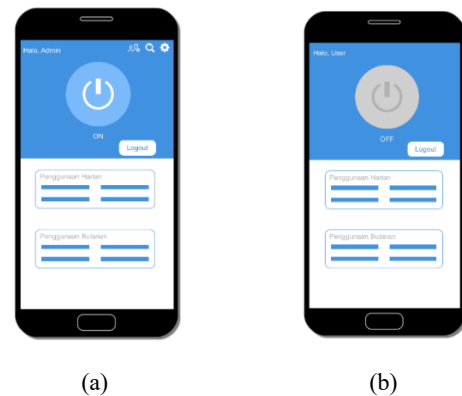 Halo, Admin
ON
Logout
Penggunaan Harian
Penggunaan Bulanan
(a)
Halo, User
OFF
Logout
Penggunaan Harian
Penggunaan Bulanan
(b)